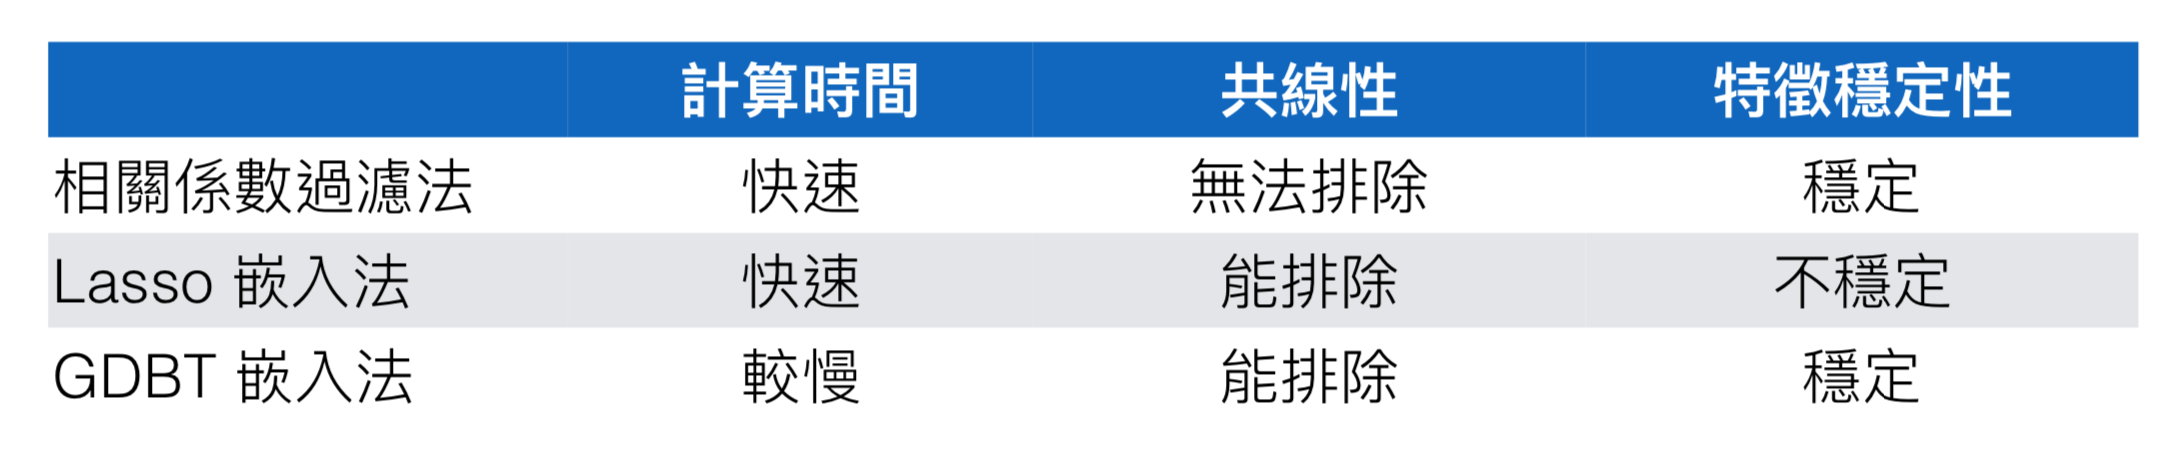 計算時間 共線性 特徵穩定性
相關係數過濾法 快速 無法排除 穩定
Lasso 嵌入法 快速 能排除 不穩定
GDBT 嵌入法 較慢 能排除 穩定